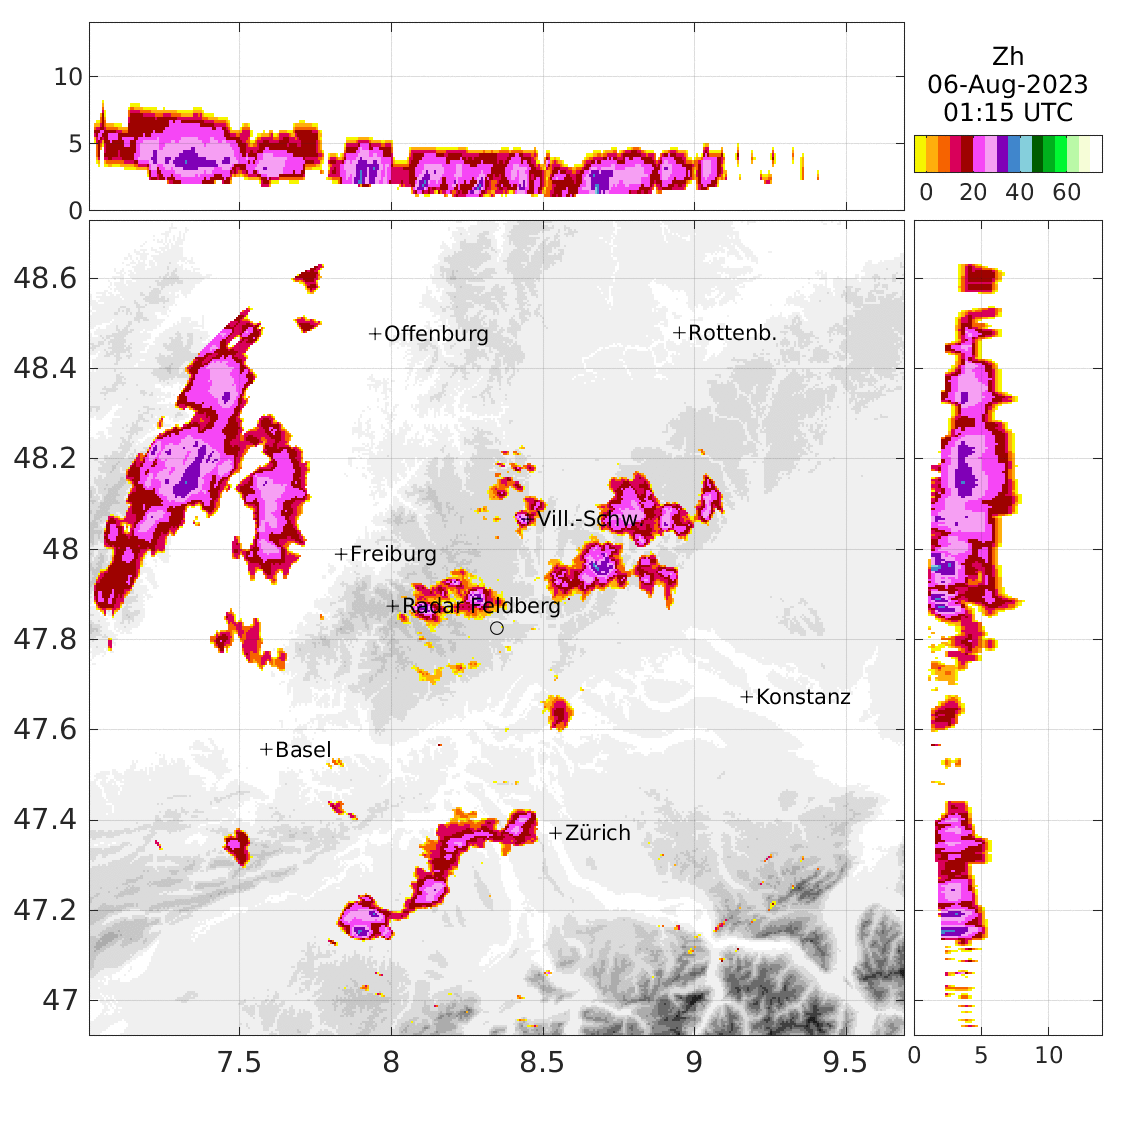 10
5
0
Zh
06-Aug-2023
01:15 UTC
0 20 40 60
48.6
48.4
48.2
48
47.8
47.6
47.4
47.2
47
+Offenburg
+Rottenb.
+Vill.-Schw.
+Freiburg
+Radar Feldberg
+Konstanz
+Basel
+Zürich
7.5 8 8.5 9 9.5
0 5 10